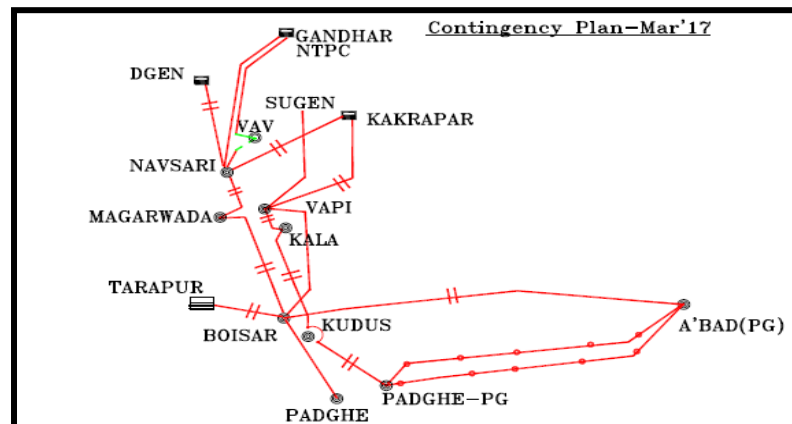 Contingency Plan-Mar'17
GANDHAR
NTPC
DGEN
SUGEN
VAV
KAKRAPAR
NAVSARI
VAPI
MAGARWADA
KALA
TARAPUR
BOISAR
KUDUS
A'BAD(PG)
PADGHE
PADGHE-PG